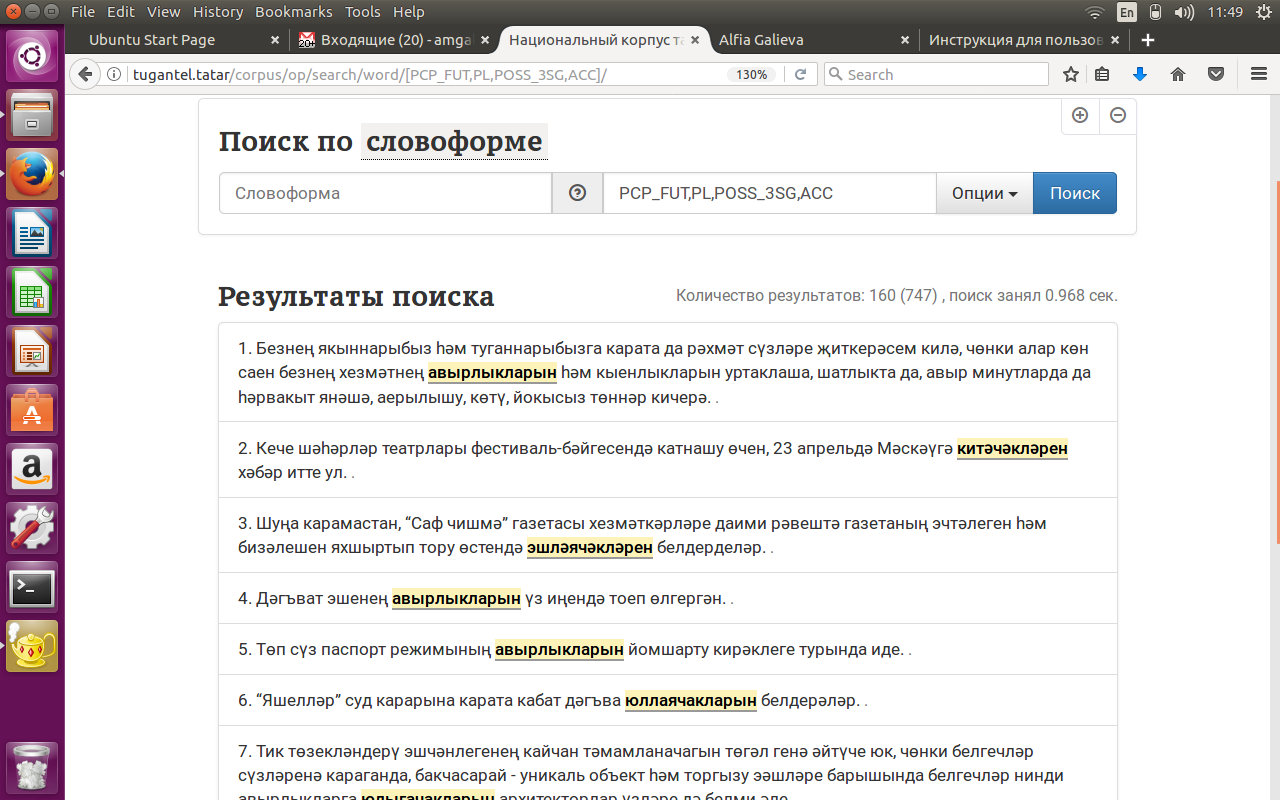 File Edit View History Bookmarks Tools Help En 11:49
Ubuntu Start Page 20+ Входящие (20) - amga Национальный корпус та Alfia Galieva Инструкция для пользов
tugantel.tatar/corpus/op/search/word/[PCP_FUT,PL,POSS_3SG,ACC]/ 130% Search
Поиск по словоформе
Словоформа PCP_FUT,PL,POSS_3SG,ACC Опции Поиск
Результаты поиска Количество результатов: 160 (747) , поиск занял 0.968 сек.
1. Безнең якыннарыбыз һәм туганнарыбызга карата да рәхмәт сүзләре җиткерәсем килә, чөнки алар көн
саен безнең хезмәтнең авырлыкларын һәм кыенлыкларын уртаклаша, шатлыкта да, авыр минутларда да
һәрвакыт янәшә, аерылышу, көтү, йокысыз төннәр кичерә. .
2. Кече шәһәрләр театрлары фестиваль-бәйгесендә катнашу өчен, 23 апрельдә Мәскәүгә китәчәкләрен
хәбәр итте ул. .
3. Шуңа карамастан, “Саф чишмә” газетасы хезмәткәрләре даими рәвештә газетаның эчтәлеген һәм
бизәлешен яхшыртып тору өстендә эшләячәкләрен белдерделәр. .
4. Дәгъват эшенең авырлыкларын үз иңендә тоеп өлгергән. .
5. Төп сүз паспорт режимының авырлыкларын йомшарту кирәклеге турында иде. .
6. “Яшелләр” суд карарына карата кабат дәгъва юллаячакларын белдерәләр. .
7. Тик төзекләндерү эшчәнлегенең кайчан тәмамланачагын төгәл генә әйтүче юк, чөнки белгечләр
сүзләренә караганда, бакчасарай - уникаль объект һәм торгызу эәшләре барышында белгечләр нинди
авырлыкларга юлыгачакларын архитекторлар үзләре дә белми әле.